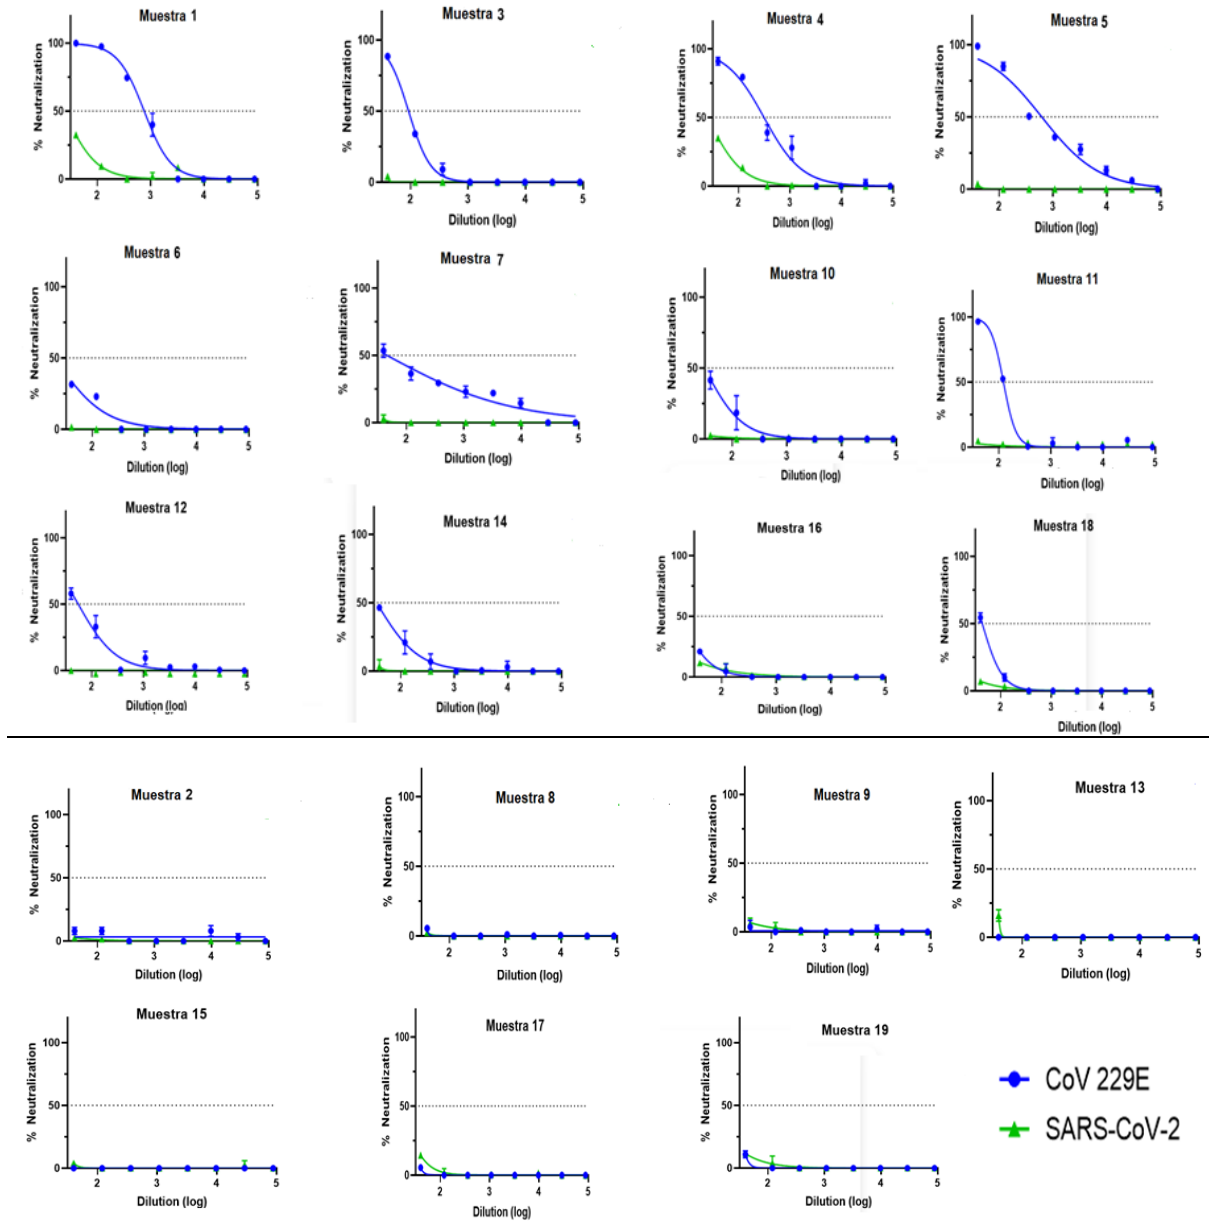 Muestra 1
% Neutralization
100
50
0
2 3 4 5
Dilution (log)
Muestra 3
% Neutralization
100
50
0
2 3 4 5
Dilution (log)
Muestra 4
% Neutralization
100
50
0
2 3 4 5
Dilution (log)
Muestra 5
% Neutralization
100
50
0
2 3 4 5
Dilution (log)
Muestra 6
% Neutralization
100
50
0
2 3 4 5
Dilution (log)
Muestra 7
% Neutralization
100
50
0
2 3 4 5
Dilution (log)
Muestra 10
% Neutralization
100
50
0
2 3 4 5
Dilution (log)
Muestra 11
% Neutralization
100
50
0
2 3 4 5
Dilution (log)
Muestra 12
% Neutralization
100
50
0
2 3 4 5
Dilution (log)
Muestra 14
% Neutralization
100
50
0
2 3 4 5
Dilution (log)
Muestra 16
% Neutralization
100
50
0
2 3 4 5
Dilution (log)
Muestra 18
% Neutralization
100
50
0
2 3 4 5
Dilution (log)
Muestra 2
% Neutralization
100
50
0
2 3 4 5
Dilution (log)
Muestra 8
% Neutralization
100
50
0
2 3 4 5
Dilution (log)
Muestra 9
% Neutralization
100
50
0
2 3 4 5
Dilution (log)
Muestra 13
% Neutralization
100
50
0
2 3 4 5
Dilution (log)
Muestra 15
% Neutralization
100
50
0
2 3 4 5
Dilution (log)
Muestra 17
% Neutralization
100
50
0
2 3 4 5
Dilution (log)
Muestra 19
% Neutralization
100
50
0
2 3 4 5
Dilution (log)
CoV 229E
SARS-CoV-2